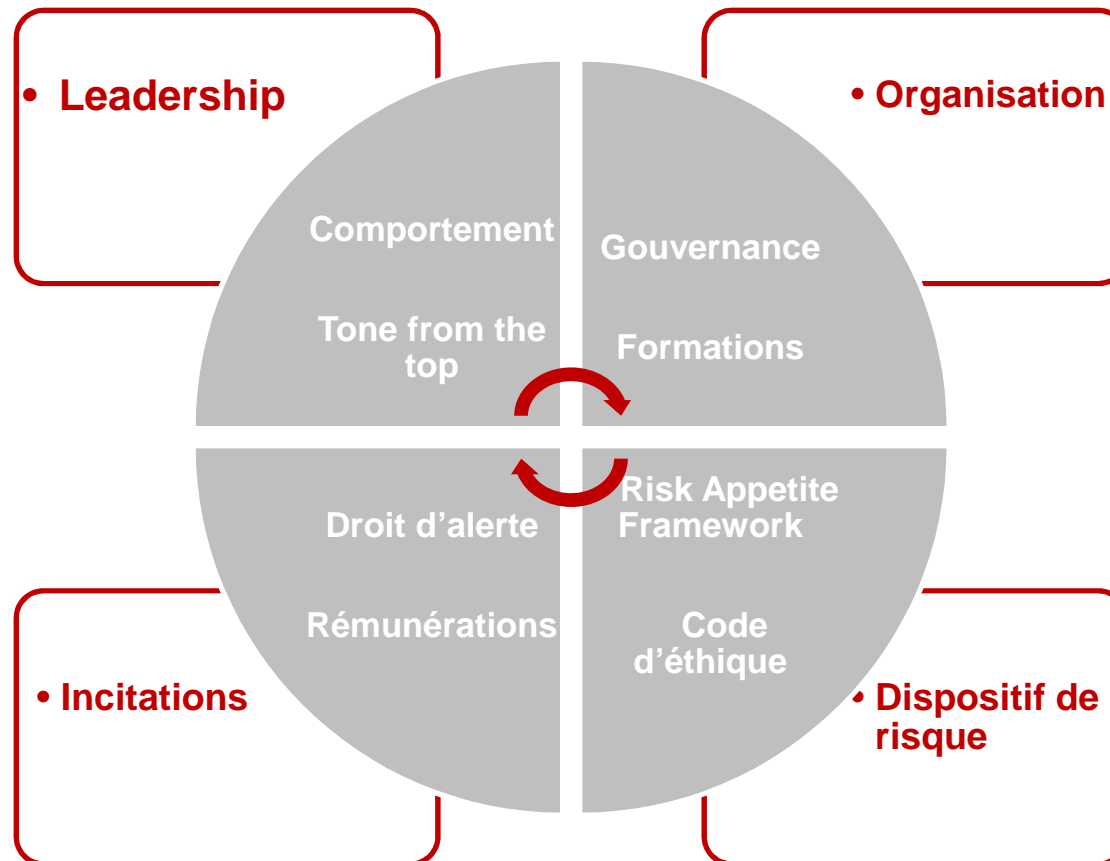 • Leadership
• Organisation
Comportement
Tone from the
top
Gouvernance
Formations
Droit d’alerte
Rémunérations
Risk Appetite
Framework
Code
d’éthique
• Incitations
• Dispositif de
risque